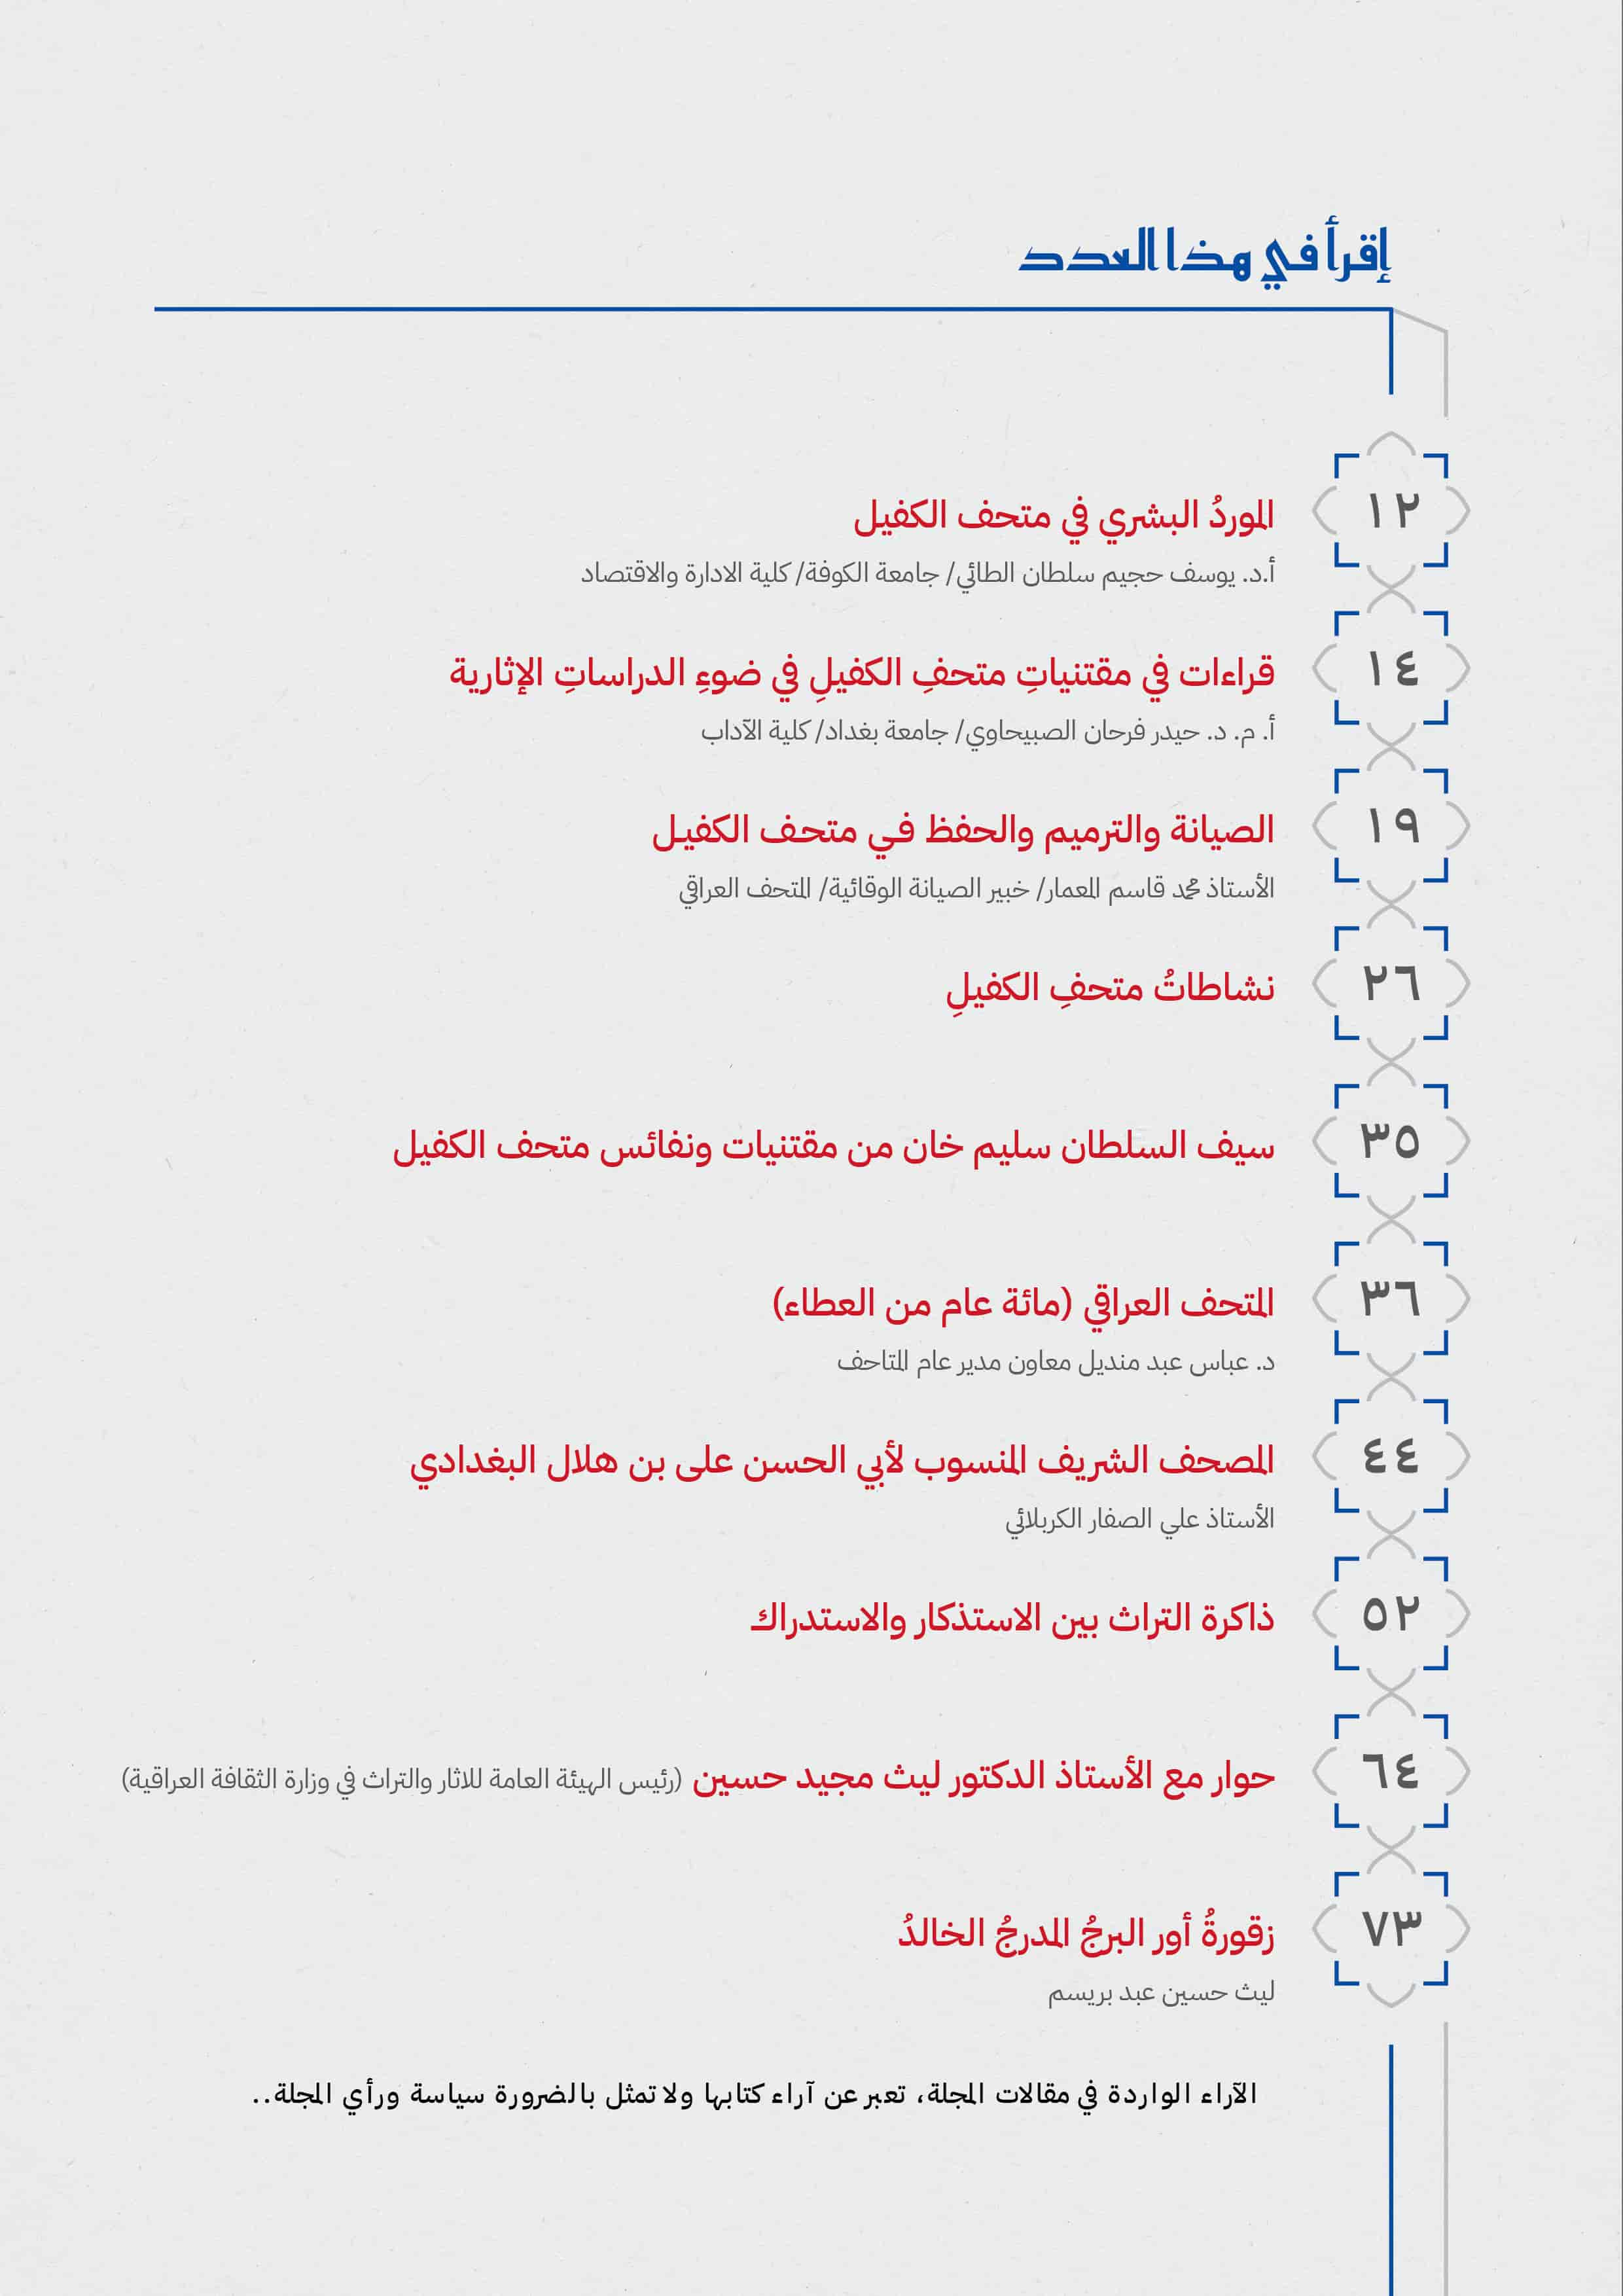 إقرأ في هذا العدد
١٢
الموردُ البشري في متحف الكفيل
أ.د. يوسف حجيم سلطان الطائي/ جامعة الكوفة/ كلية الادارة والاقتصاد
١٤
قراءات في مقتنياتِ متحفِ الكفيلِ في ضوءِ الدراساتِ الإثارية
أ. م. د. حيدر فرحان الصبيحاوي/ جامعة بغداد/ كلية الآداب
١٩
الصيانة والترميم والحفظ في متحف الكفيل
الأستاذ محمد قاسم المعمار/ خبير الصيانة الوقائية/ المتحف العراقي
٢٦
نشاطاتُ متحفِ الكفيلِ
٣٥
سيف السلطان سليم خان من مقتنيات ونفائس متحف الكفيل
٣٦
المتحف العراقي (مائة عام من العطاء)
د. عباس عبد منديل معاون مدير عام المتاحف
٤٤
المصحف الشريف المنسوب لأبي الحسن على بن هلال البغدادي
الأستاذ علي الصفار الكربلائي
٥٢
ذاكرة التراث بين الاستذكار والاستدراك
٦٤
حوار مع الأستاذ الدكتور ليث مجيد حسين (رئيس الهيئة العامة للاثار والتراث في وزارة الثقافة العراقية)
٧٣
زقورةُ أور البرجُ المدرجُ الخالدُ
ليث حسين عبد بريسم
الآراء الواردة في مقالات المجلة، تعبر عن آراء كتابها ولا تمثل بالضرورة سياسة ورأي المجلة..